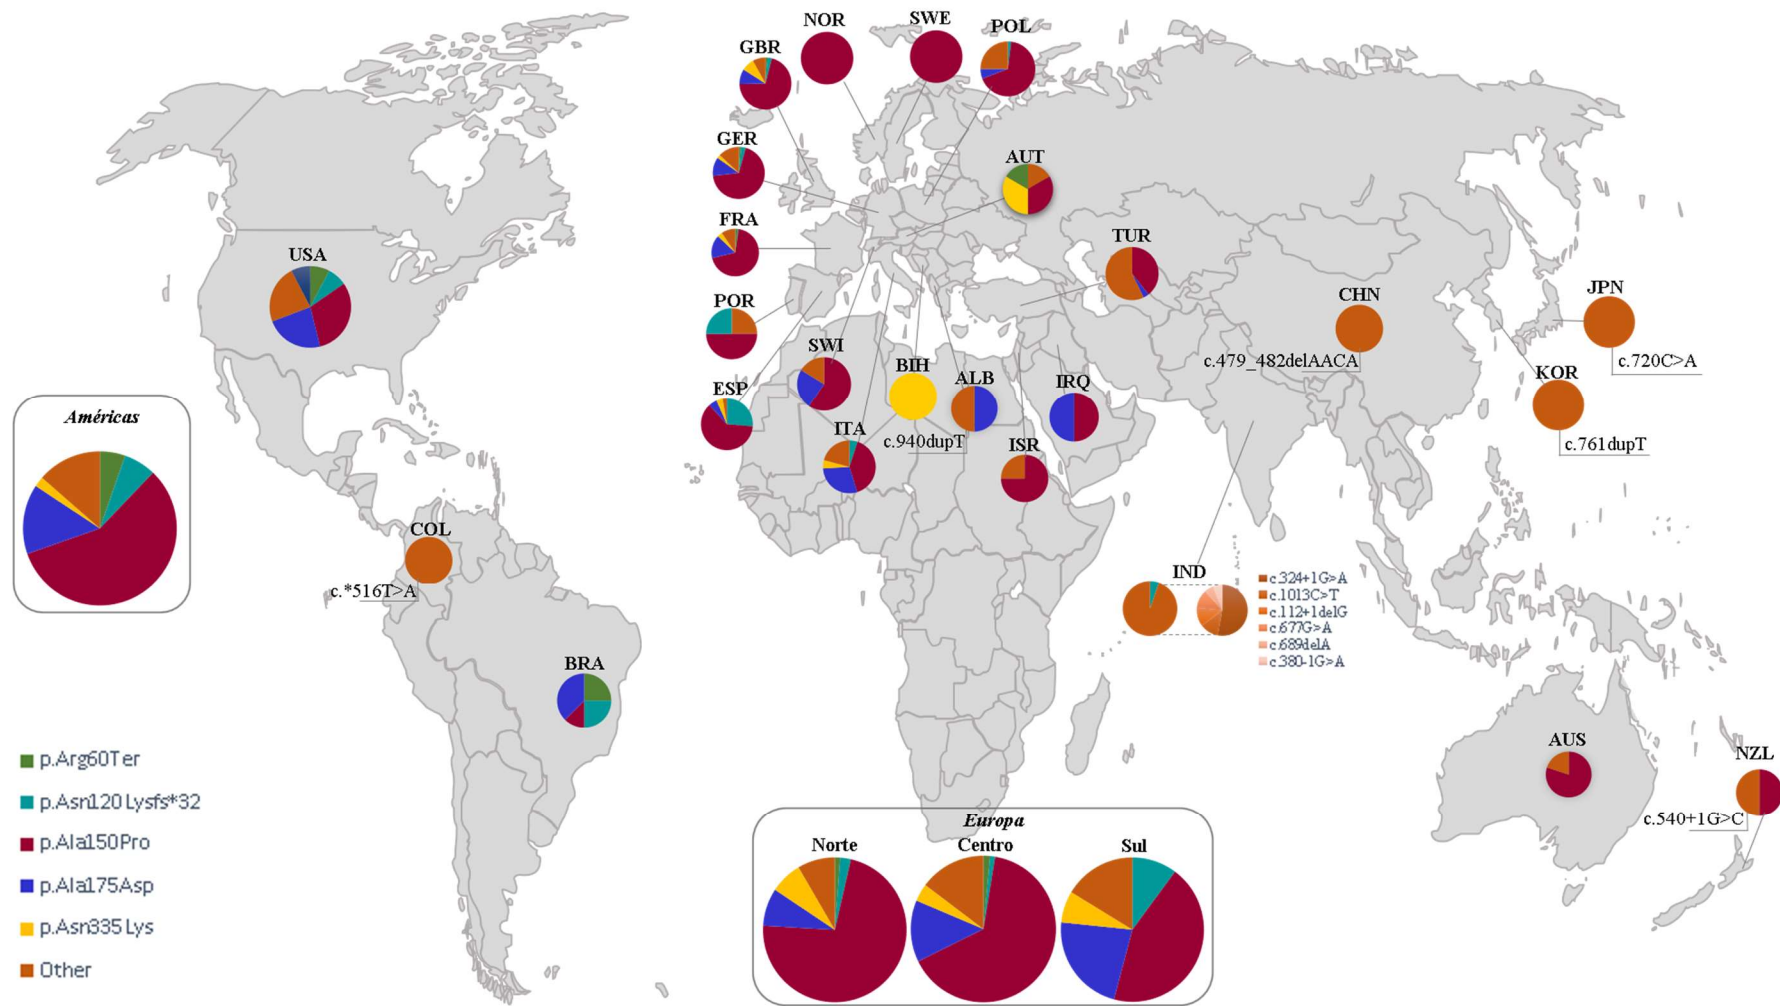 NOR
SWE
POL
GBR
GER
AUT
FRA
TUR
USA
CHN
JPN
POR
SWI
c.479_482delAACA
c.720C>A
BIH
KOR
ESP
ALB
IRQ
Américas
ITA
c.940dupT
ISR
c.761dupT
COL
IND
c.324+1G>A
c.1013C>T
c.112+1delG
c.677G>A
c.689delA
c.380-1G>A
c.*516T>A
BRA
AUS
NZL
c.540+1G>C
p.Arg60Ter
p.Asn120Lysfs*32
p.Ala150Pro
p.Ala175Asp
p.Asn335Lys
Other
Europa
Norte Centro Sul